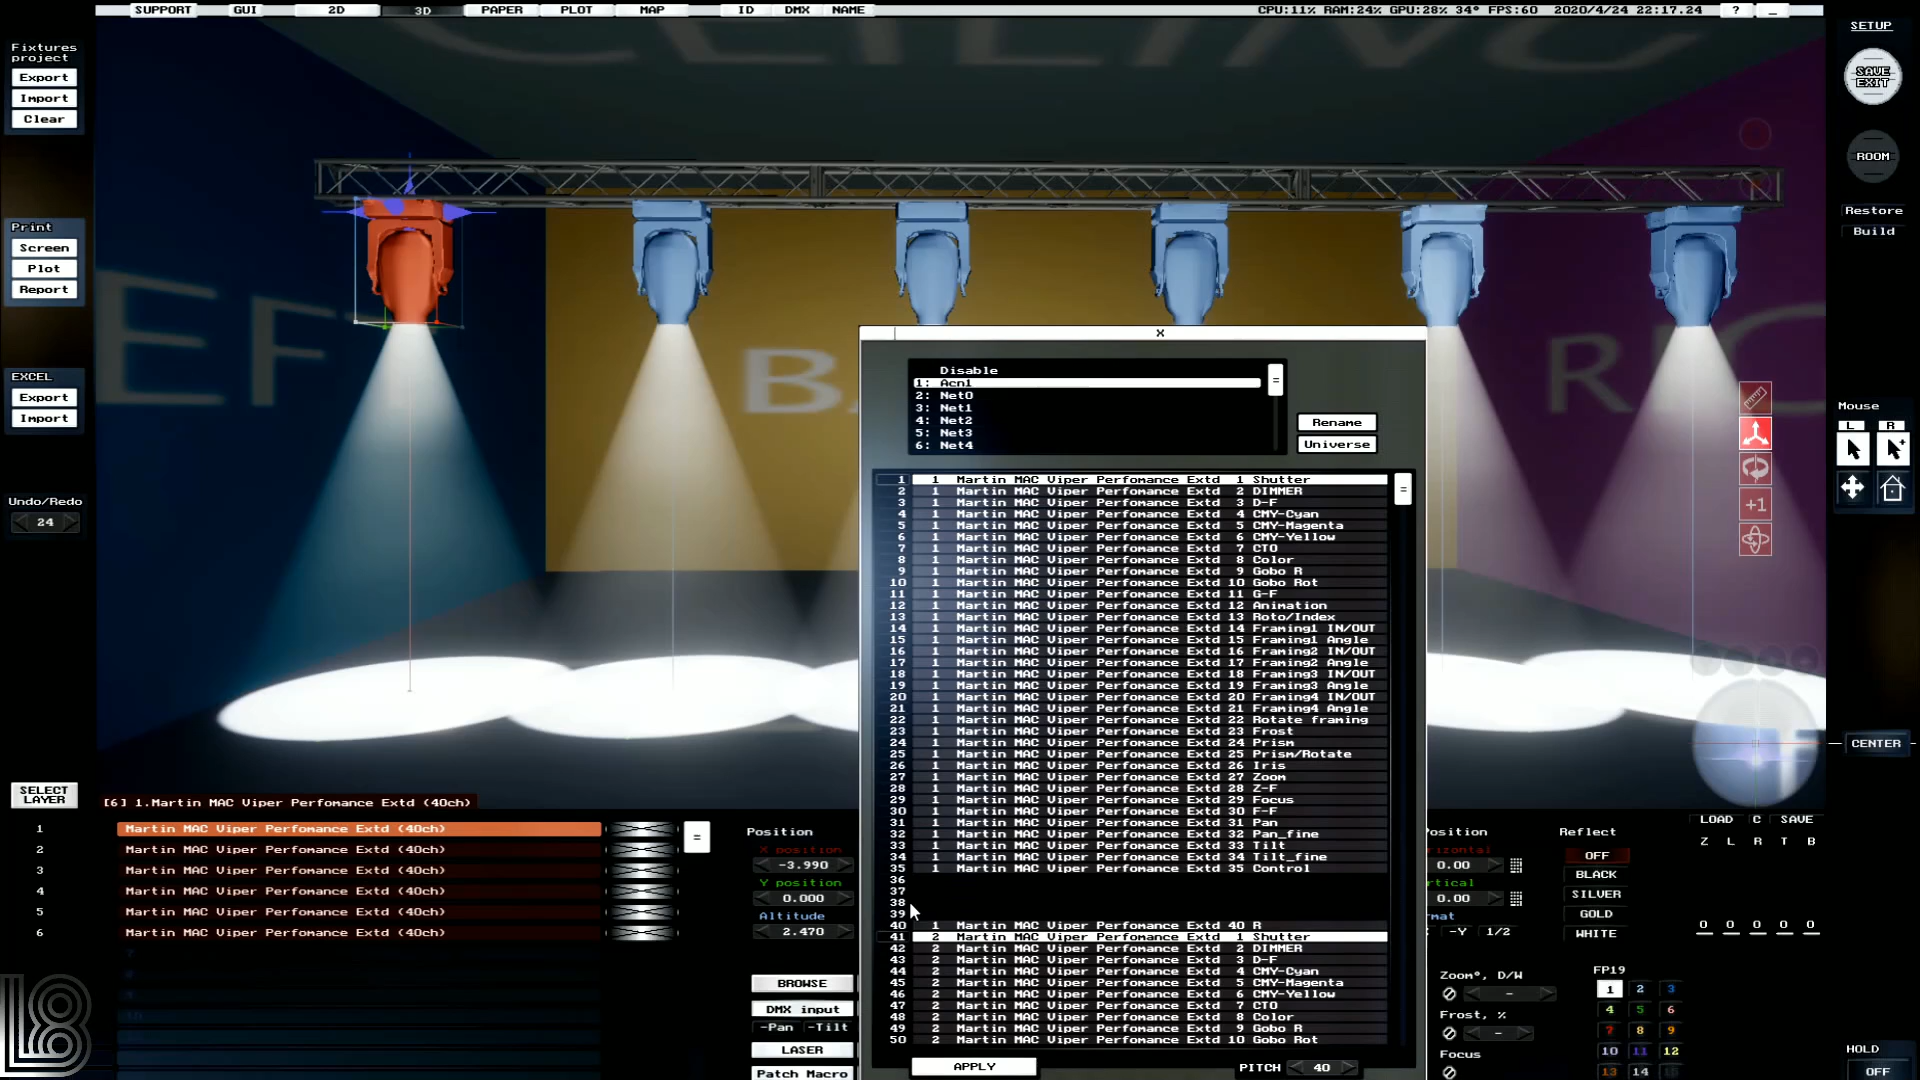 SUPPORT GUI 2D 3D PAPER PLOT MAP ID DMX NAME CPU:11% RAM:24% GPU:28% 34° FPS:60 2020/4/24 22:17.24 ? _
SETUP
SAVE
EXIT
ROOM
Restore
Build
Fixtures
project
Export
Import
Clear
Print
Screen
Plot
Report
EXCEL
Export
Import
Undo/Redo
24
CEILING
EFT
BA
RIG
Mouse
L R
+1
CENTER
X
Disable
1: Acn1
2: Net0
3: Net1
4: Net2
5: Net3
6: Net4
Rename
Universe
1 1 Martin MAC Viper Perfomance Extd 1 Shutter
2 1 Martin MAC Viper Perfomance Extd 2 DIMMER
3 1 Martin MAC Viper Perfomance Extd 3 D-F
4 1 Martin MAC Viper Perfomance Extd 4 CMY-Cyan
5 1 Martin MAC Viper Perfomance Extd 5 CMY-Magenta
6 1 Martin MAC Viper Perfomance Extd 6 CMY-Yellow
7 1 Martin MAC Viper Perfomance Extd 7 CTO
8 1 Martin MAC Viper Perfomance Extd 8 Color
9 1 Martin MAC Viper Perfomance Extd 9 Gobo R
10 1 Martin MAC Viper Perfomance Extd 10 Gobo Rot
11 1 Martin MAC Viper Perfomance Extd 11 G-F
12 1 Martin MAC Viper Perfomance Extd 12 Animation
13 1 Martin MAC Viper Perfomance Extd 13 Roto/Index
14 1 Martin MAC Viper Perfomance Extd 14 Framing1 IN/OUT
15 1 Martin MAC Viper Perfomance Extd 15 Framing1 Angle
16 1 Martin MAC Viper Perfomance Extd 16 Framing2 IN/OUT
17 1 Martin MAC Viper Perfomance Extd 17 Framing2 Angle
18 1 Martin MAC Viper Perfomance Extd 18 Framing3 IN/OUT
19 1 Martin MAC Viper Perfomance Extd 19 Framing3 Angle
20 1 Martin MAC Viper Perfomance Extd 20 Framing4 IN/OUT
21 1 Martin MAC Viper Perfomance Extd 21 Framing4 Angle
22 1 Martin MAC Viper Perfomance Extd 22 Rotate framing
23 1 Martin MAC Viper Perfomance Extd 23 Frost
24 1 Martin MAC Viper Perfomance Extd 24 Prism
25 1 Martin MAC Viper Perfomance Extd 25 Prism/Rotate
26 1 Martin MAC Viper Perfomance Extd 26 Iris
27 1 Martin MAC Viper Perfomance Extd 27 Zoom
28 1 Martin MAC Viper Perfomance Extd 28 Z-F
29 1 Martin MAC Viper Perfomance Extd 29 Focus
30 1 Martin MAC Viper Perfomance Extd 30 F-F
31 1 Martin MAC Viper Perfomance Extd 31 Pan
32 1 Martin MAC Viper Perfomance Extd 32 Pan_fine
33 1 Martin MAC Viper Perfomance Extd 33 Tilt
34 1 Martin MAC Viper Perfomance Extd 34 Tilt_fine
35 1 Martin MAC Viper Perfomance Extd 35 Control
36
37
38
39
40 1 Martin MAC Viper Perfomance Extd 40 R
41 2 Martin MAC Viper Perfomance Extd 1 Shutter
42 2 Martin MAC Viper Perfomance Extd 2 DIMMER
43 2 Martin MAC Viper Perfomance Extd 3 D-F
44 2 Martin MAC Viper Perfomance Extd 4 CMY-Cyan
45 2 Martin MAC Viper Perfomance Extd 5 CMY-Magenta
46 2 Martin MAC Viper Perfomance Extd 6 CMY-Yellow
47 2 Martin MAC Viper Perfomance Extd 7 CTO
48 2 Martin MAC Viper Perfomance Extd 8 Color
49 2 Martin MAC Viper Perfomance Extd 9 Gobo R
50 2 Martin MAC Viper Perfomance Extd 10 Gobo Rot
APPLY PITCH 40
SELECT
LAYER
[6] 1.Martin MAC Viper Perfomance Extd (40ch)
1 Martin MAC Viper Perfomance Extd (40ch)
2 Martin MAC Viper Perfomance Extd (40ch)
3 Martin MAC Viper Perfomance Extd (40ch)
4 Martin MAC Viper Perfomance Extd (40ch)
5 Martin MAC Viper Perfomance Extd (40ch)
6 Martin MAC Viper Perfomance Extd (40ch)
Position
X position
-3.990
Y position
0.000
Altitude
2.470
BROWSE
DMX input
-Pan -Tilt
LASER
Patch Macro
osition
rizontal
0.00
rtical
0.00
mat
-Y 1/2
Zoom°, D/W
-
Frost, %
-
Focus
Reflect
OFF
BLACK
SILVER
GOLD
WHITE
FP19
1 2 3
4 5 6
7 8 9
10 11 12
13 14 15
LOAD C SAVE
Z L R T B
0 0 0 0 0
HOLD
OFF